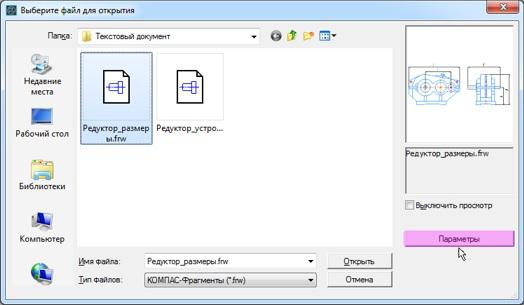 Выберите файл для открытия
Папка: Текстовый документ
Недавние места
Рабочий стол
Библиотеки
Компьютер
Редуктор_размер
ы.frw
Редуктор_устро...
Редуктор_размеры.frw
Выключить просмотр
Параметры
Имя файла: Редуктор_размеры.frw Открыть
Тип файлов: КОМПАС-Фрагменты (*.frw) Отмена